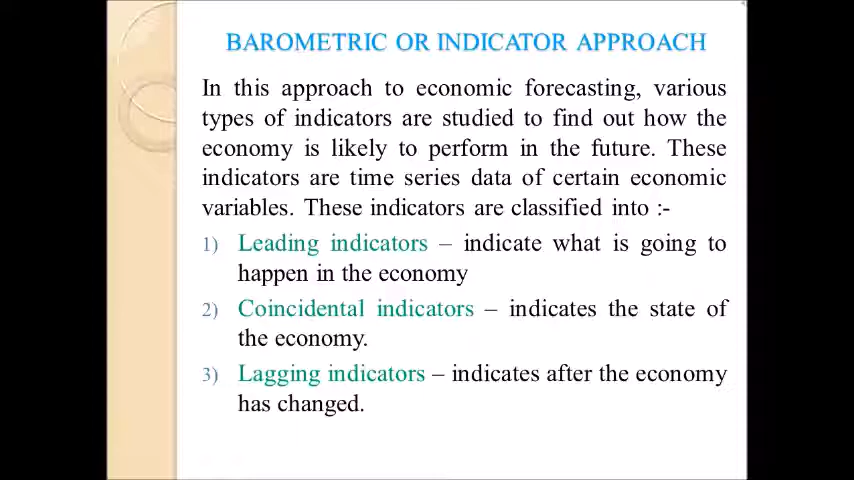 BAROMETRIC OR INDICATOR APPROACH
In this approach to economic forecasting, various
types of indicators are studied to find out how the
economy is likely to perform in the future. These
indicators are time series data of certain economic
variables. These indicators are classified into :-
1) Leading indicators – indicate what is going to
happen in the economy
2) Coincidental indicators – indicates the state of
the economy.
3) Lagging indicators – indicates after the economy
has changed.